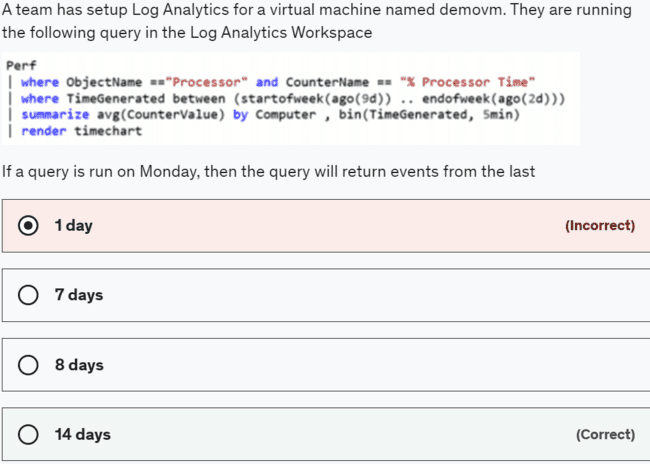 A team has setup Log Analytics for a virtual machine named demovm. They are running
the following query in the Log Analytics Workspace
Perf
| where ObjectName =="Processor" and CounterName == "% Processor Time"
| where TimeGenerated between (startofweek(ago(9d)) .. endofweek(ago(2d)))
| summarize avg(CounterValue) by Computer , bin(TimeGenerated, 5min)
| render timechart
If a query is run on Monday, then the query will return events from the last
1 day (Incorrect)
7 days
8 days
14 days (Correct)